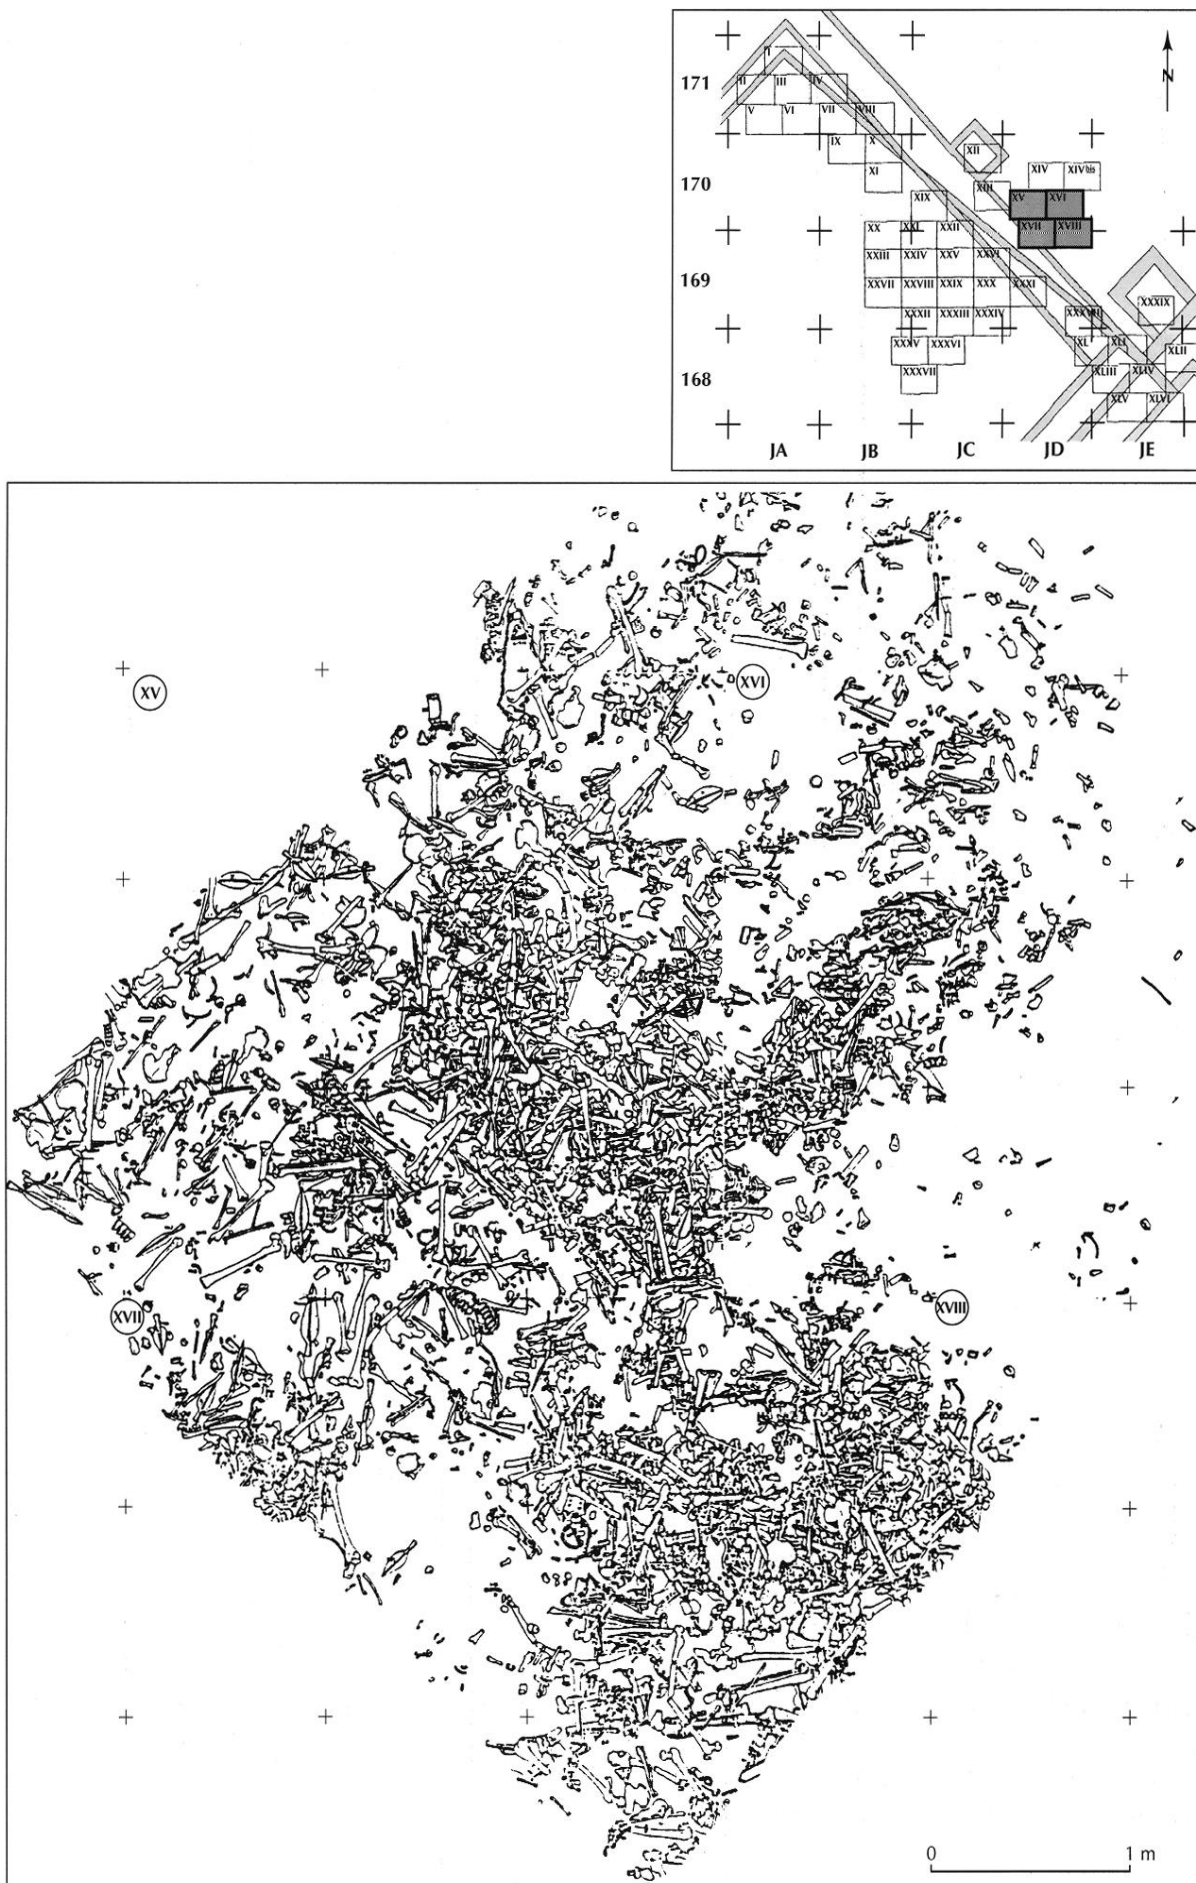 I
171
II III IV
V VI VII VIII
N
IX X XII
XI
170
XIII XIV XIVbis
XIX XV XVI
XX XXI XXII XVII XVIII
XXIII XXIV XXV XXVI
169
XXVII XXVIII XXIX XXX XXXI
XXXIX
XXXII XXXIII XXXIV XXXVIII
XXXV XXXVI XL XLI XLII
168
XXXVII XLIII XLIV
XLV XLVI
JA JB JC JD JE
XV XVI
XVII XVIII
0 1 m